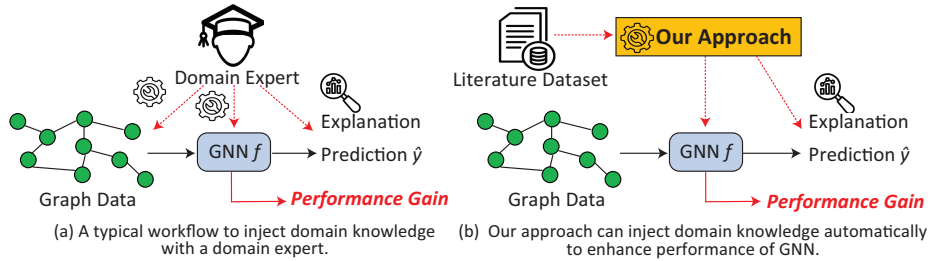 Domain Expert
Explanation
GNN f
Prediction ŷ
Graph Data
Performance Gain
(a) A typical workflow to inject domain knowledge
with a domain expert.
Our Approach
Literature Dataset
Explanation
GNN f
Prediction ŷ
Graph Data
Performance Gain
(b) Our approach can inject domain knowledge automatically
to enhance performance of GNN.